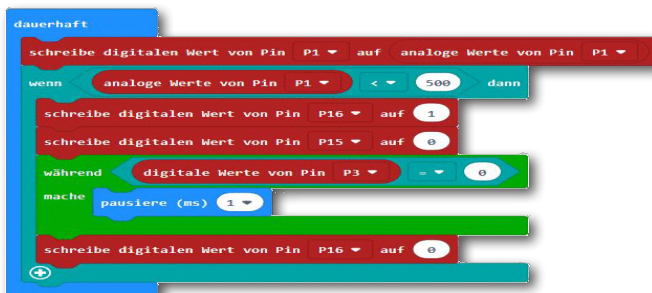 dauerhaft
schreibe digitalen Wert von Pin P1 auf analoge Werte von Pin P1
wenn analoge Werte von Pin P1 < 500 dann
schreibe digitalen Wert von Pin P16 auf 1
schreibe digitalen Wert von Pin P15 auf 0
während digitale Werte von Pin P3 = 0
mache pausiere (ms) 1
schreibe digitalen Wert von Pin P16 auf 0